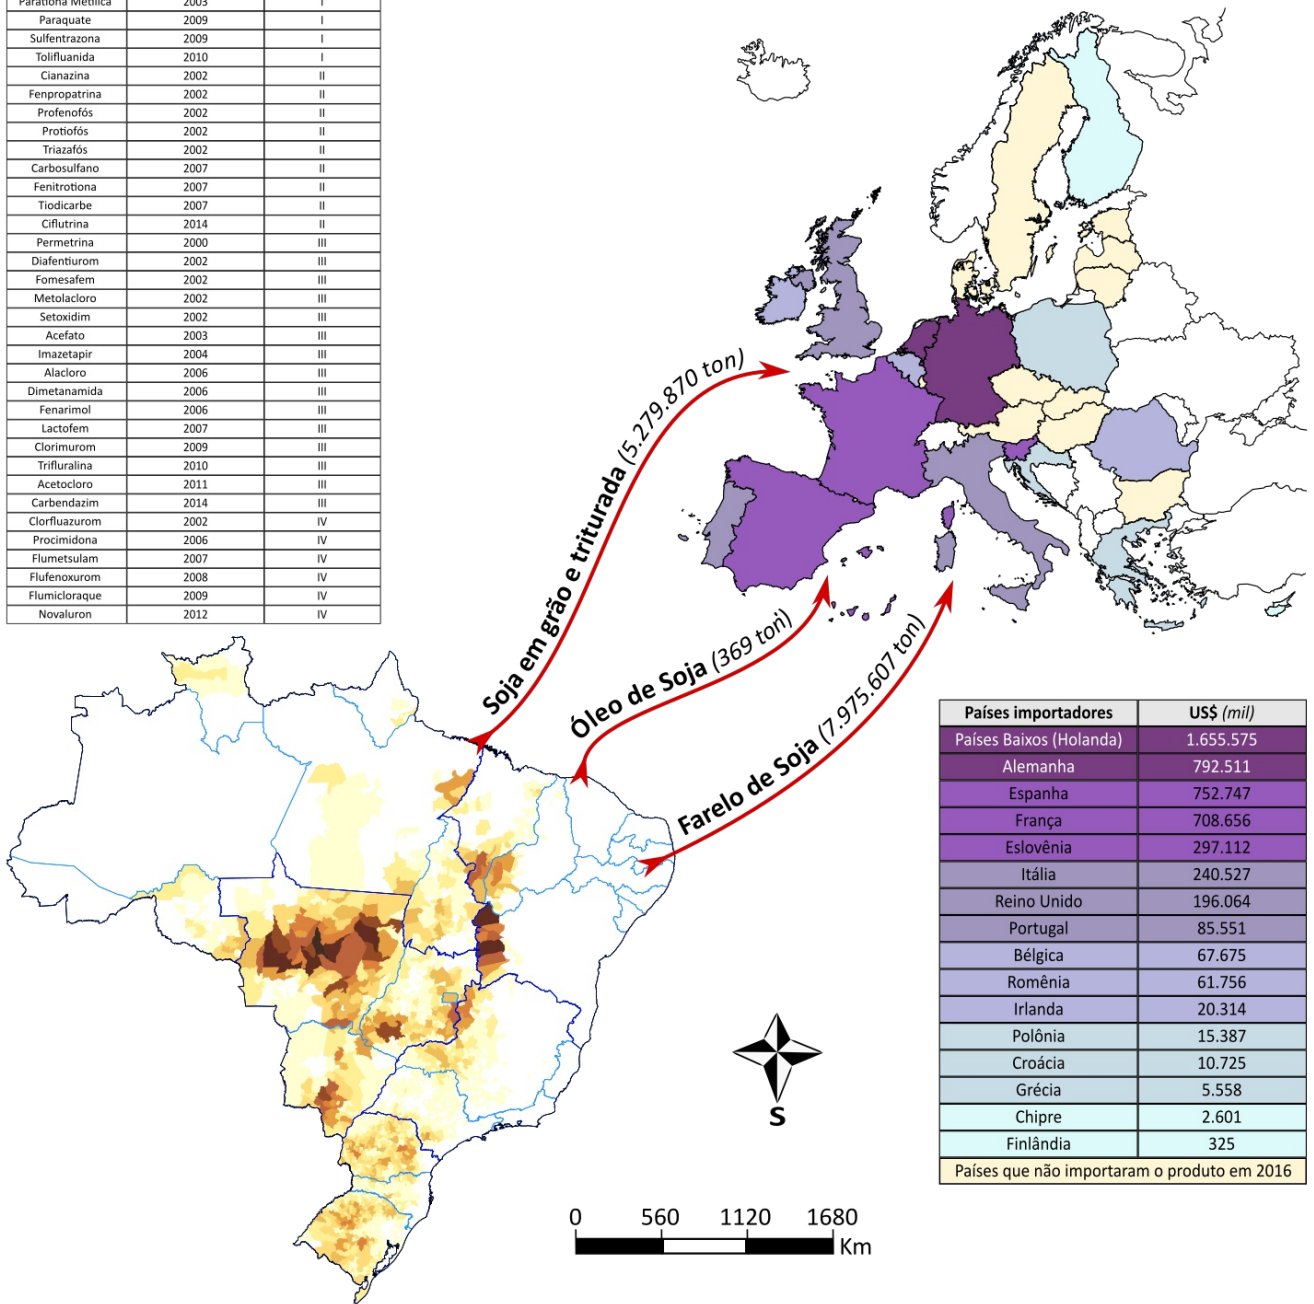 Parationa Metílica 2003 I
Paraquate 2009 I
Sulfentrazona 2009 I
Tolifluanida 2010 I
Cianazina 2002 II
Fenpropatrina 2002 II
Profenofós 2002 II
Protiofós 2002 II
Triazafós 2002 II
Carbosulfano 2007 II
Fenitrotiona 2007 II
Tiodicarbe 2007 II
Ciflutrina 2014 II
Permetrina 2000 III
Diafentiurom 2002 III
Fomesafem 2002 III
Metolacloro 2002 III
Setoxidim 2002 III
Acefato 2003 III
Imazetapir 2004 III
Alacloro 2006 III
Dimetanamida 2006 III
Fenarimol 2006 III
Lactofem 2007 III
Clorimurom 2009 III
Trifluralina 2010 III
Acetocloro 2011 III
Carbendazim 2014 III
Clorfluazurom 2002 IV
Procimidona 2006 IV
Flumetsulam 2007 IV
Flufenoxurom 2008 IV
Flumicloraque 2009 IV
Novaluron 2012 IV
Soja em grão e triturada (5.279.870 ton)
Óleo de Soja (369 ton)
Farelo de Soja (7.975.607 ton)
Países importadores US$ (mil)
Países Baixos (Holanda) 1.655.575
Alemanha 792.511
Espanha 752.747
França 708.656
Eslovênia 297.112
Itália 240.527
Reino Unido 196.064
Portugal 85.551
Bélgica 67.675
Romênia 61.756
Irlanda 20.314
Polônia 15.387
Croácia 10.725
Grécia 5.558
Chipre 2.601
Finlândia 325
Países que não importaram o produto em 2016
S
0 560 1120 1680
Km